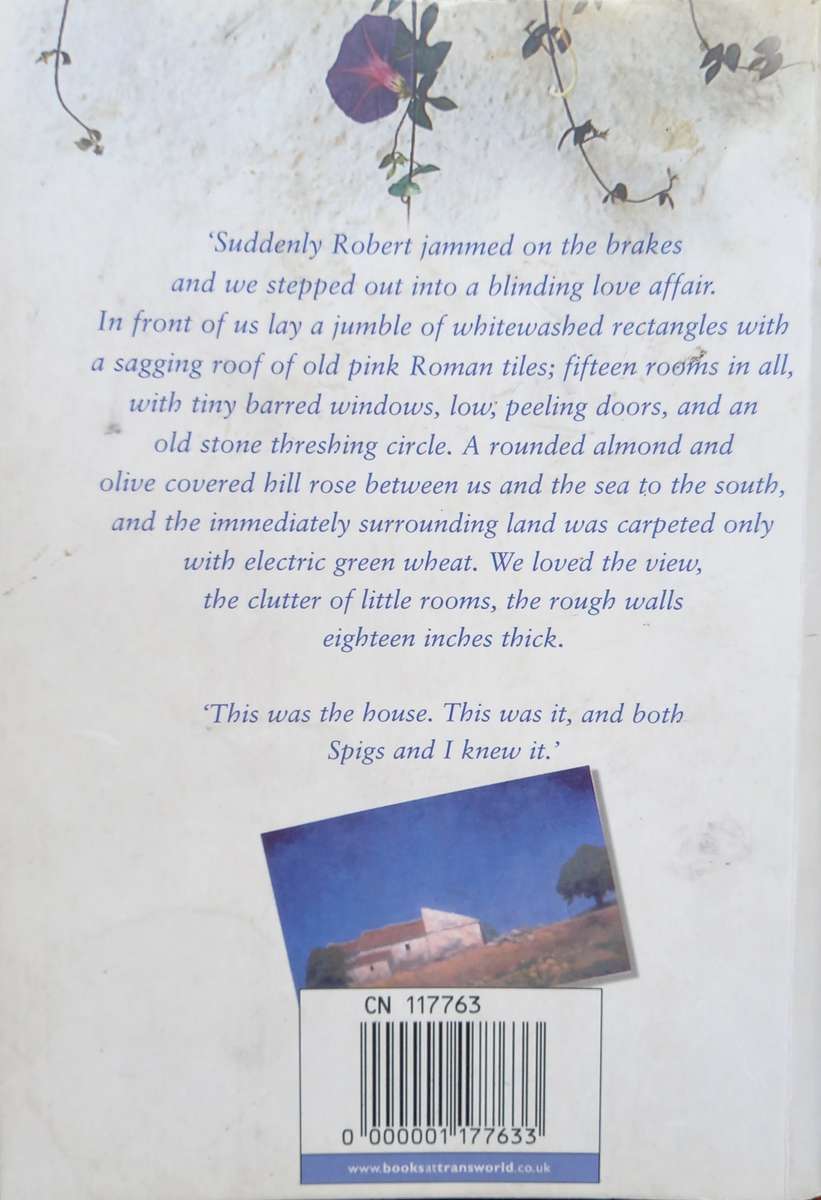 ‘Suddenly Robert jammed on the brakes
and we stepped out into a blinding love affair.
In front of us lay a jumble of whitewashed rectangles with
a sagging roof of old pink Roman tiles; fifteen rooms in all,
with tiny barred windows, low, peeling doors, and an
old stone threshing circle. A rounded almond and
olive covered hill rose between us and the sea to the south,
and the immediately surrounding land was carpeted only
with electric green wheat. We loved the view,
the clutter of little rooms, the rough walls
eighteen inches thick.
‘This was the house. This was it, and both
Spigs and I knew it.’
CN 117763
0 000001 177633
www.booksattransworld.co.uk